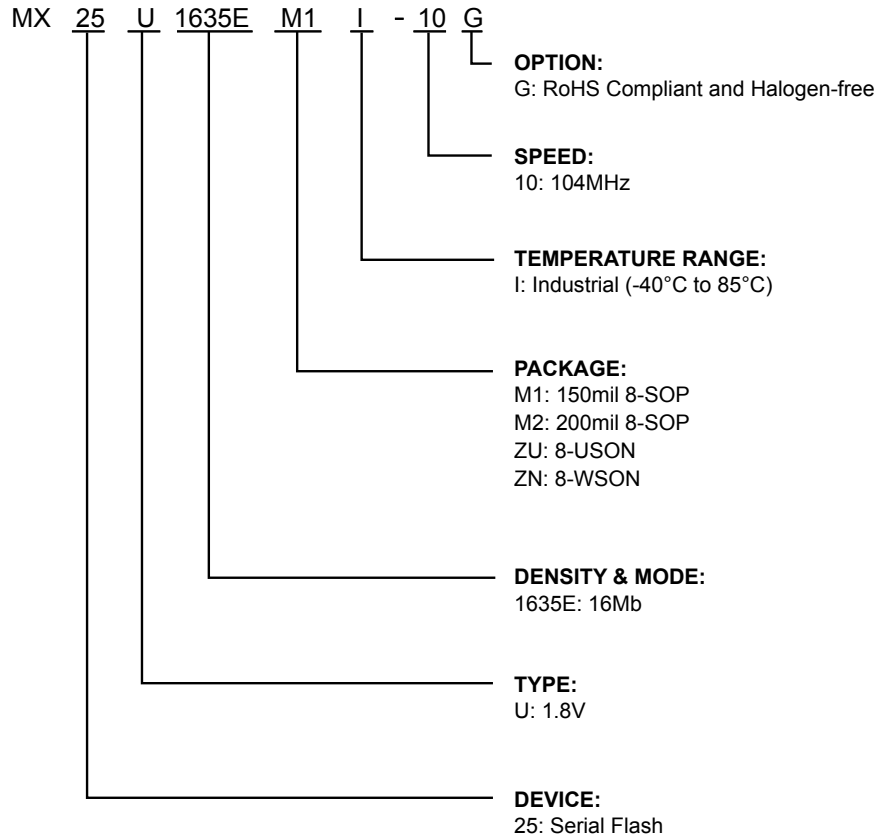 MX 25 U 1635E M1 I - 10 G
OPTION:
G: RoHS Compliant and Halogen-free
SPEED:
10: 104MHz
TEMPERATURE RANGE:
I: Industrial (-40°C to 85°C)
PACKAGE:
M1: 150mil 8-SOP
M2: 200mil 8-SOP
ZU: 8-USON
ZN: 8-WSON
DENSITY & MODE:
1635E: 16Mb
TYPE:
U: 1.8V
DEVICE:
25: Serial Flash